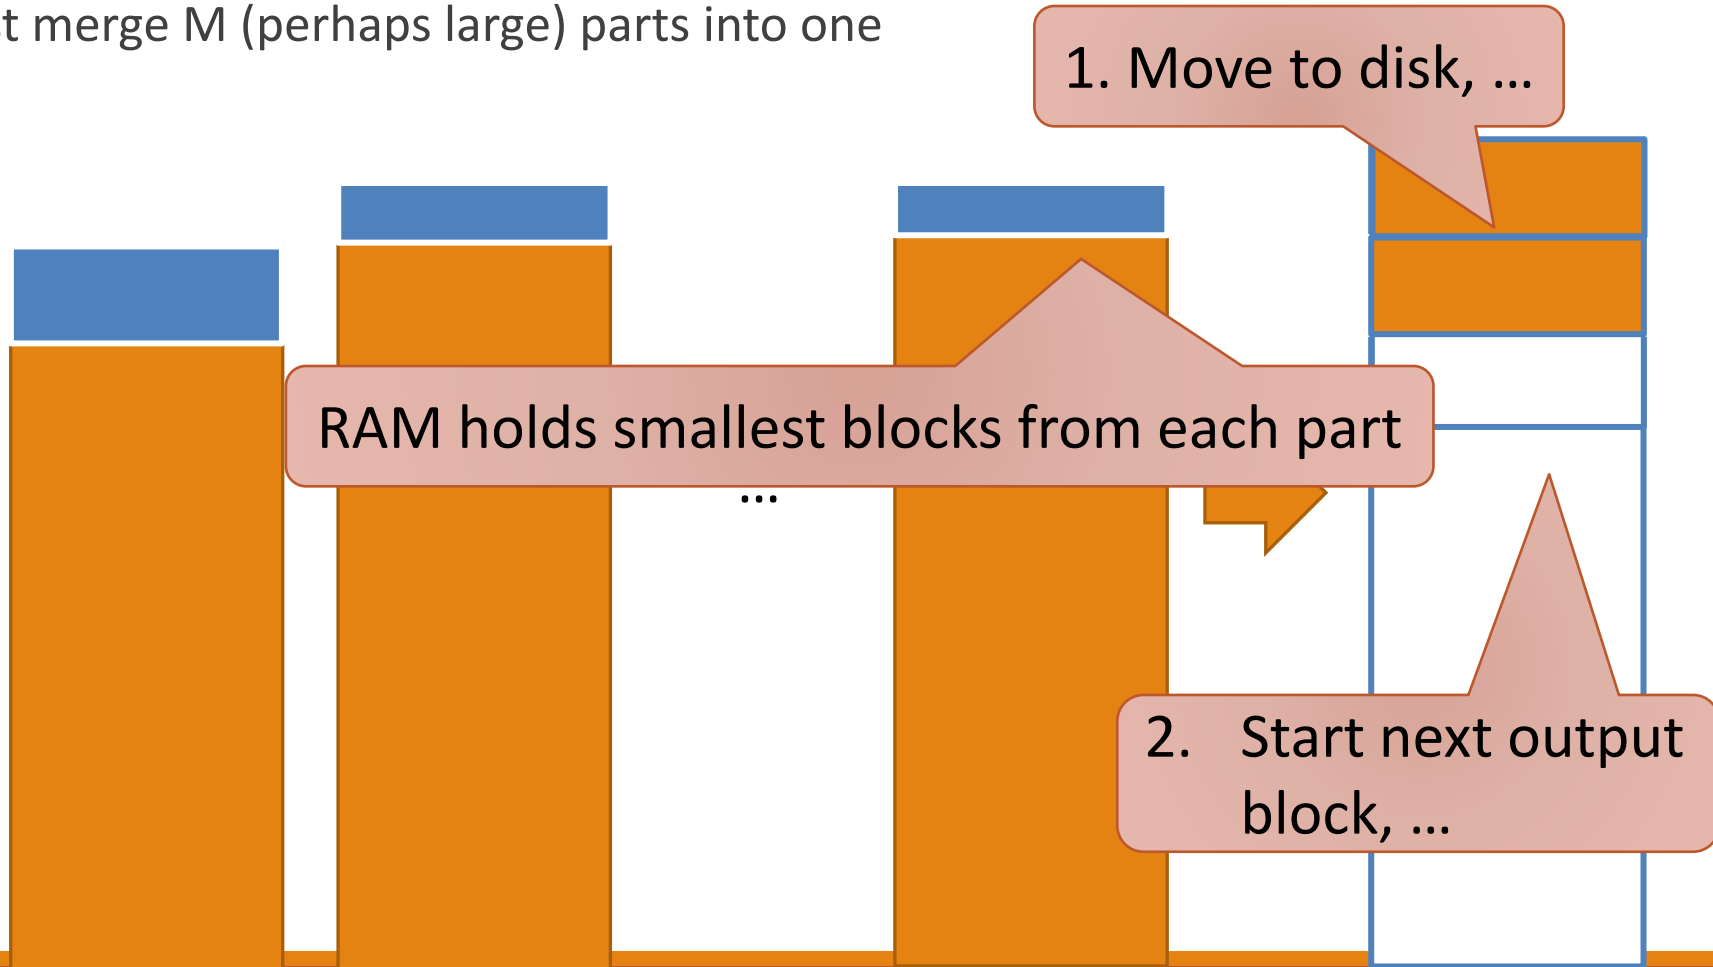 merge M (perhaps large) parts into one
1. Move to disk, ...
RAM holds smallest blocks from each part
...
2. Start next output
block, ...